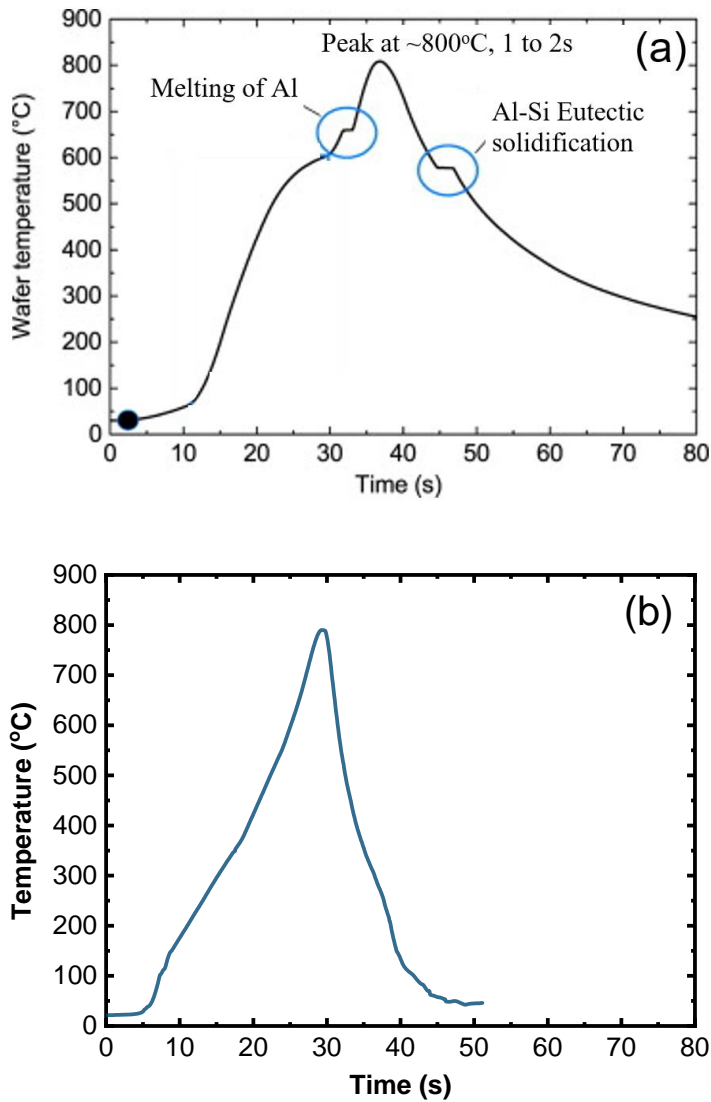 (a)
Peak at ~800°C, 1 to 2s
Melting of Al
Al-Si Eutectic
solidification
Wafer temperature (°C)
900
800
700
600
500
400
300
200
100
0
0 10 20 30 40 50 60 70 80
Time (s)
(b)
Temperature (ºC)
900
800
700
600
500
400
300
200
100
0
0 10 20 30 40 50 60 70 80
Time (s)